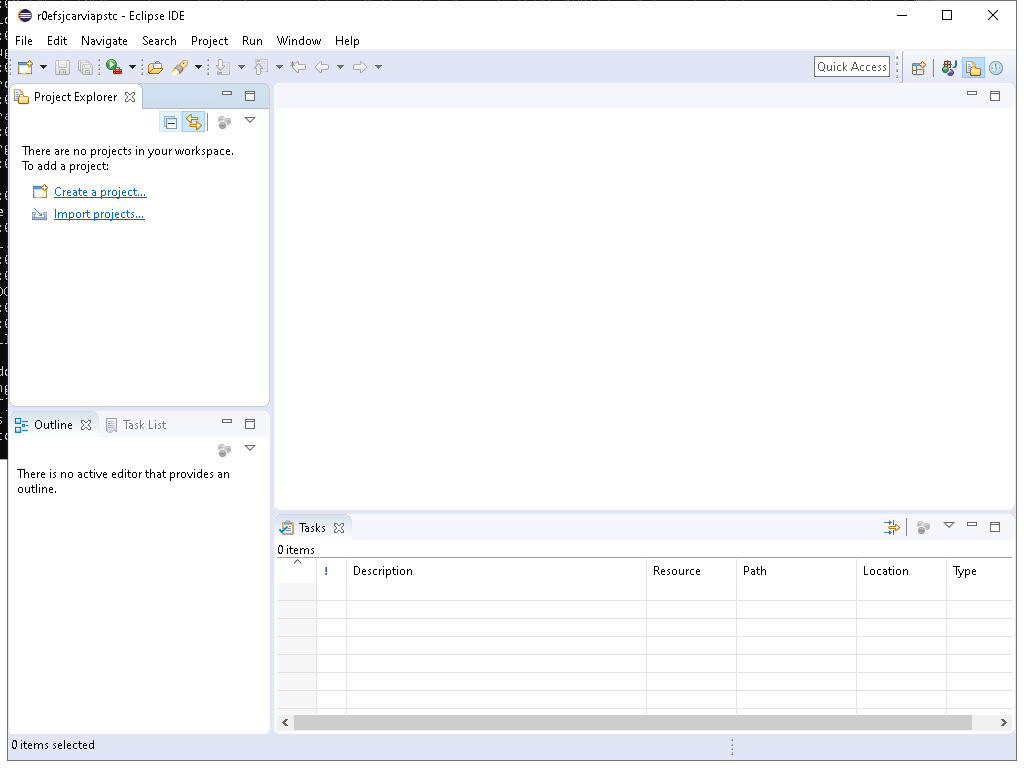 r0efsjcarviapstc - Eclipse IDE
File Edit Navigate Search Project Run Window Help
Quick Access
Project Explorer
There are no projects in your workspace.
To add a project:
Create a project...
Import projects...
Outline Task List
There is no active editor that provides an
outline.
Tasks
0 items
! Description Resource Path Location Type
0 items selected